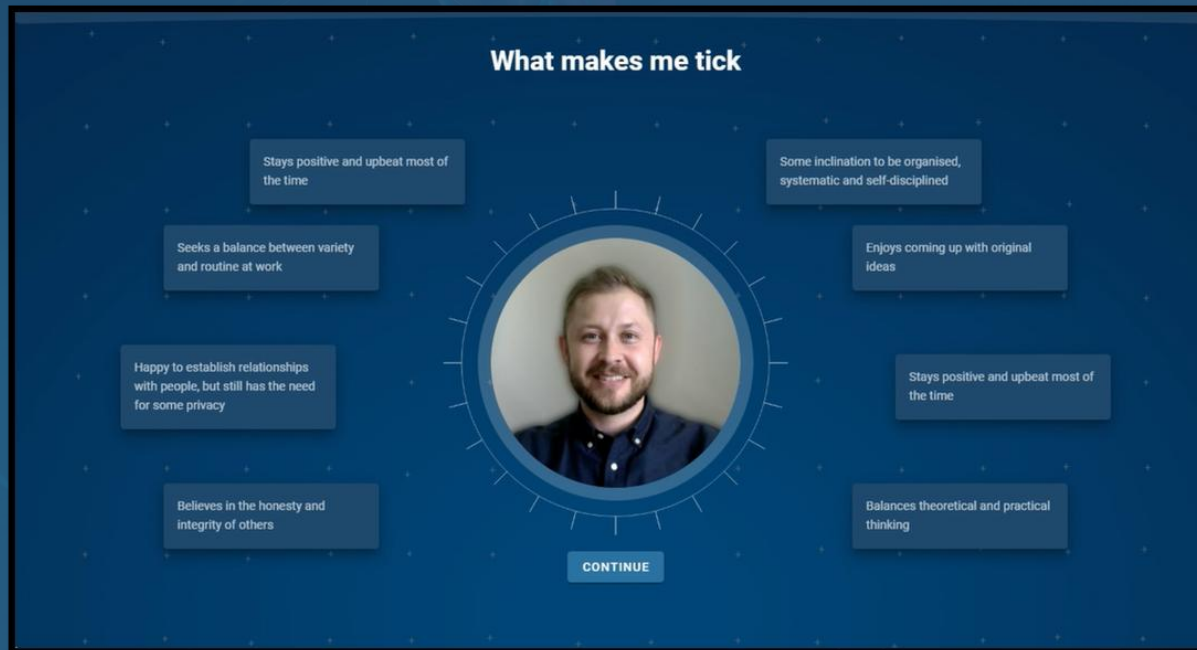 What makes me tick
Stays positive and upbeat most of
the time
Seeks a balance between variety
and routine at work
Happy to establish relationships
with people, but still has the need
for some privacy
Believes in the honesty and
integrity of others
Some inclination to be organised,
systematic and self-disciplined
Enjoys coming up with original
ideas
Stays positive and upbeat most of
the time
Balances theoretical and practical
thinking
CONTINUE